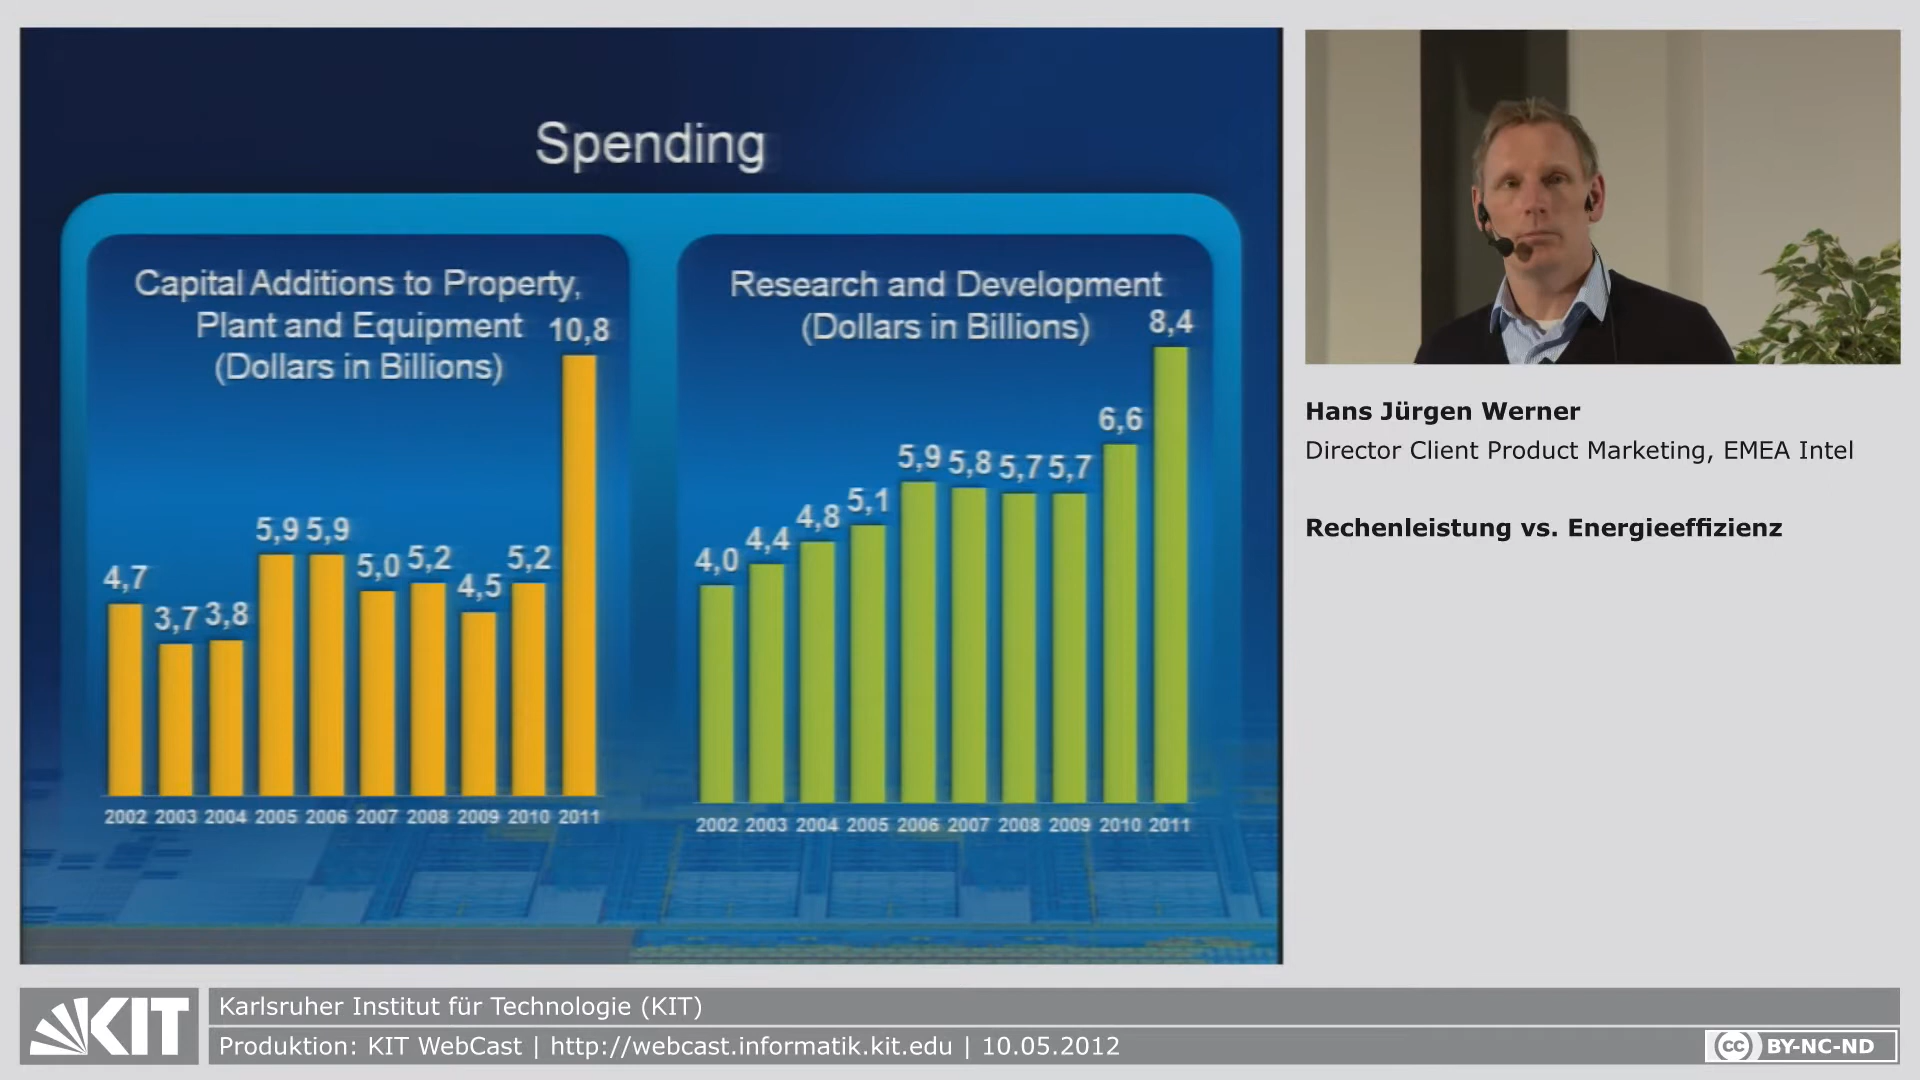 Spending
Capital Additions to Property,
Plant and Equipment
(Dollars in Billions)
4,7
3,7
3,8
5,9
5,9
5,0
5,2
4,5
5,2
10,8
2002 2003 2004 2005 2006 2007 2008 2009 2010 2011
Research and Development
(Dollars in Billions)
4,0
4,4
4,8
5,1
5,9
5,8
5,7
5,7
6,6
8,4
2002 2003 2004 2005 2006 2007 2008 2009 2010 2011
Hans Jürgen Werner
Director Client Product Marketing, EMEA Intel
Rechenleistung vs. Energieeffizienz
KIT
Karlsruher Institut für Technologie (KIT)
Produktion: KIT WebCast | http://webcast.informatik.kit.edu | 10.05.2012
cc BY-NC-ND